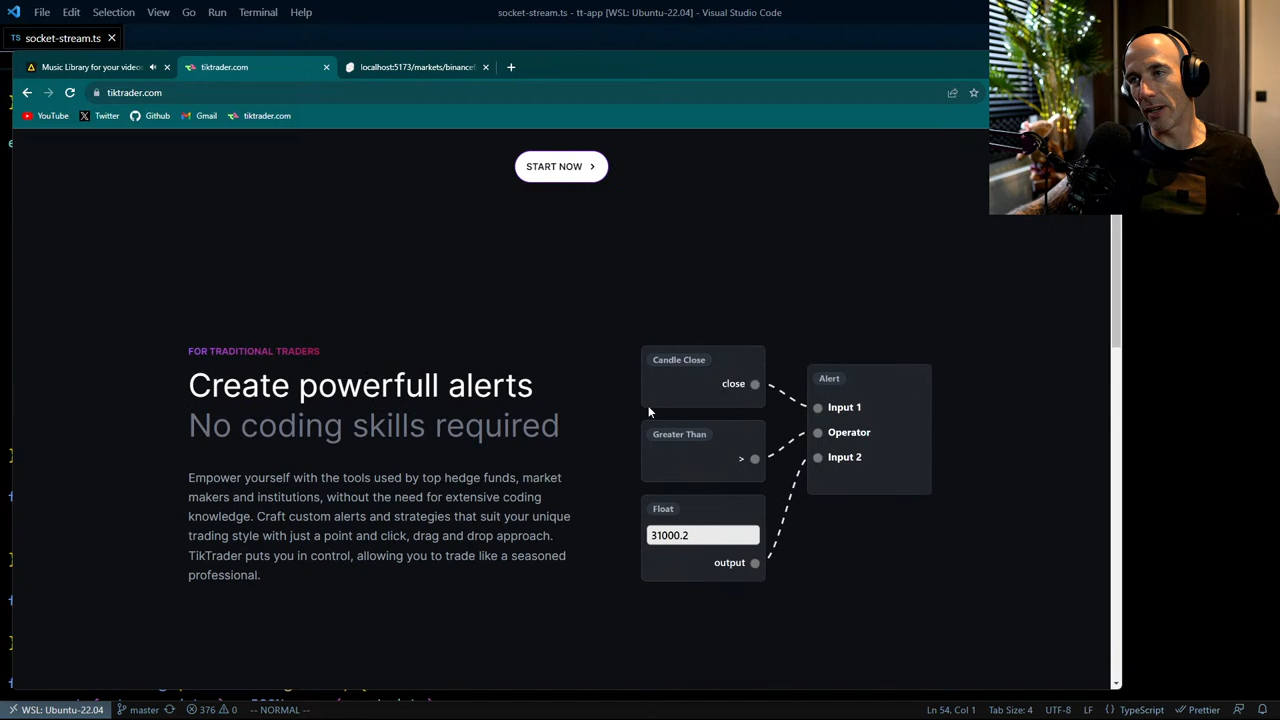 File Edit Selection View Go Run Terminal Help
socket-stream.ts - tt-app [WSL: Ubuntu-22.04] - Visual Studio Code
TS socket-stream.ts
Music Library for your video
tiktrader.com
localhost:5173/markets/binance
tiktrader.com
YouTube Twitter Github Gmail tiktrader.com
START NOW >
FOR TRADITIONAL TRADERS
Create powerfull alerts
No coding skills required
Empower yourself with the tools used by top hedge funds, market
makers and institutions, without the need for extensive coding
knowledge. Craft custom alerts and strategies that suit your unique
trading style with just a point and click, drag and drop approach.
TikTrader puts you in control, allowing you to trade like a seasoned
professional.
Candle Close
close
Greater Than
>
Float
31000.2
output
Alert
Input 1
Operator
Input 2
WSL: Ubuntu-22.04 master 376 0 -- NORMAL --
Ln 54, Col 1 Tab Size: 4 UTF-8 LF {} TypeScript Prettier